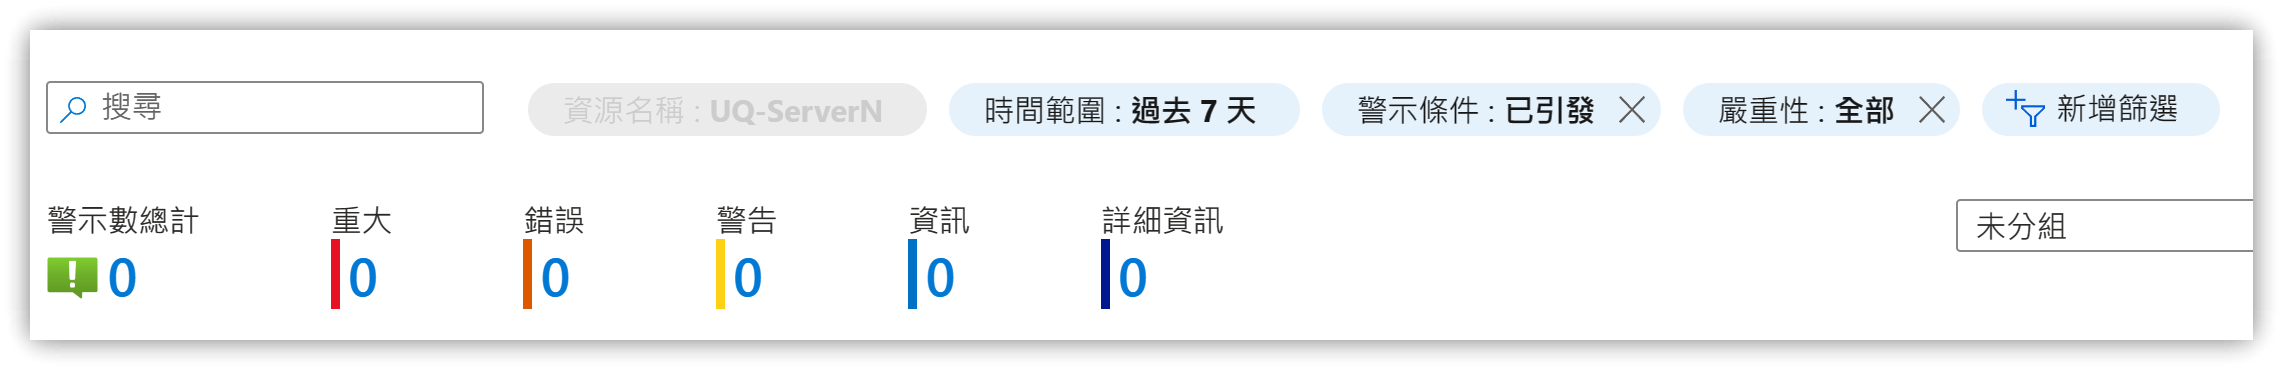 搜尋
資源名稱 : UQ-ServerN
時間範圍 : 過去 7 天
警示條件 : 已引發
嚴重性 : 全部
新增篩選
警示數總計 重大 錯誤 警告 資訊 詳細資訊
0 0 0 0 0 0
未分組